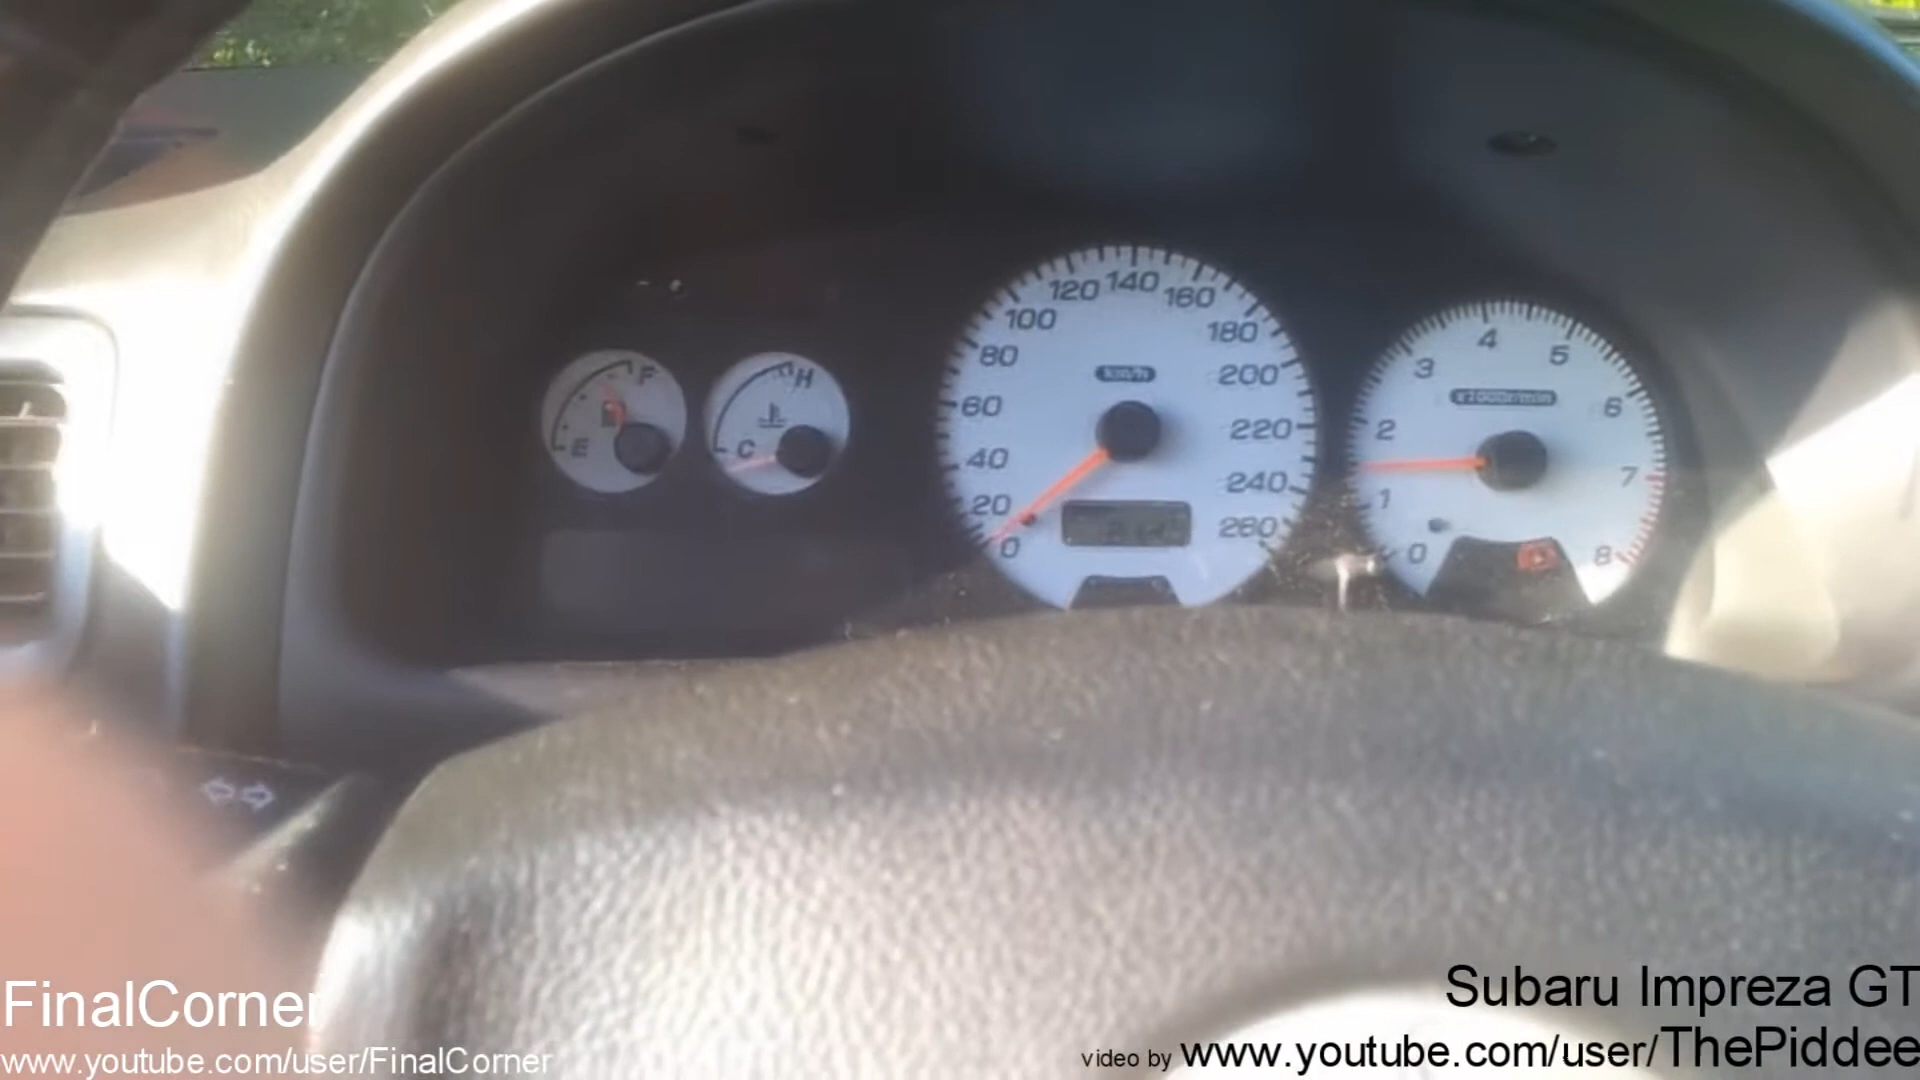 120 140 160
100 180
80 km/h 200
60 220
40 240
20 260
0
F
E
H
C
4
3 5
x1000r/min 6
2
7
1
0 8
FinalCorner
www.youtube.com/user/FinalCorner
Subaru Impreza GT
video by www.youtube.com/user/ThePiddee